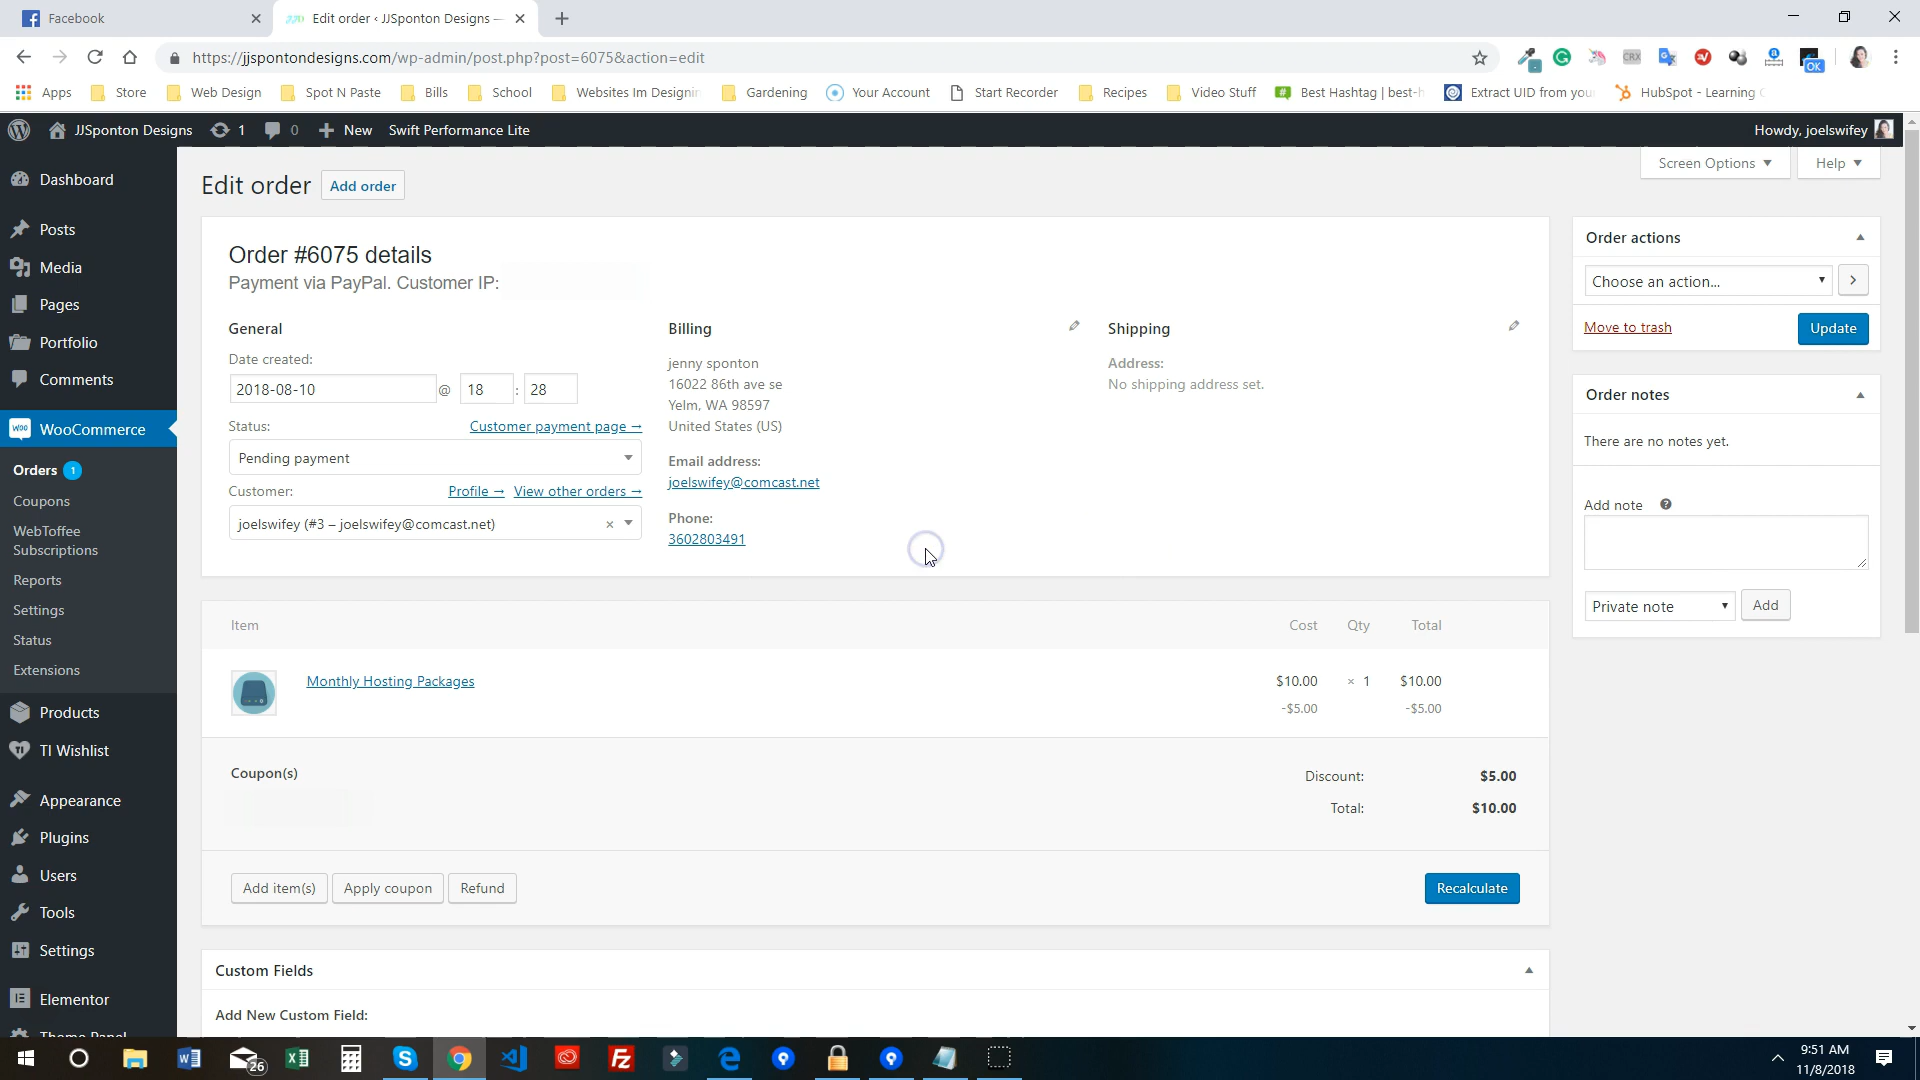 Facebook
Edit order ‹ JJSponton Designs —
https://jjspontondesigns.com/wp-admin/post.php?post=6075&action=edit
CRX
OK
Apps Store Web Design Spot N Paste Bills School Websites Im Designin Gardening Your Account Start Recorder Recipes Video Suff Best Hashtag | best-h Extract UID from you HubSpot - Learning C
JJSponton Designs 1 0 New Swift Performance Lite Howdy, joelswifey
Screen Options Help
Dashboard
Posts
Media
Pages
Portfolio
Comments
WooCommerce
Orders 1
Coupons
WebToffee
Subscriptions
Reports
Settings
Status
Extensions
Products
TI Wishlist
Appearance
Plugins
Users
Tools
Settings
Elementor
Theme Panel
Edit order Add order
Order #6075 details
Payment via PayPal. Customer IP:
General
Date created:
2018-08-10 @ 18 : 28
Status: Customer payment page →
Pending payment
Customer: Profile → View other orders →
joelswifey (#3 – joelswifey@comcast.net) ×
Billing
jenny sponton
16022 86th ave se
Yelm, WA 98597
United States (US)
Email address:
joelswifey@comcast.net
Phone:
3602803491
Shipping
Address:
No shipping address set.
Item Cost Qty Total
Monthly Hosting Packages $10.00 × 1 $10.00
-$5.00 -$5.00
Coupon(s)
Discount: $5.00
Total: $10.00
Add item(s) Apply coupon Refund Recalculate
Custom Fields
Add New Custom Field:
Order actions
Choose an action...
Move to trash Update
Order notes
There are no notes yet.
Add note
Private note Add
26
9:51 AM
11/8/2018